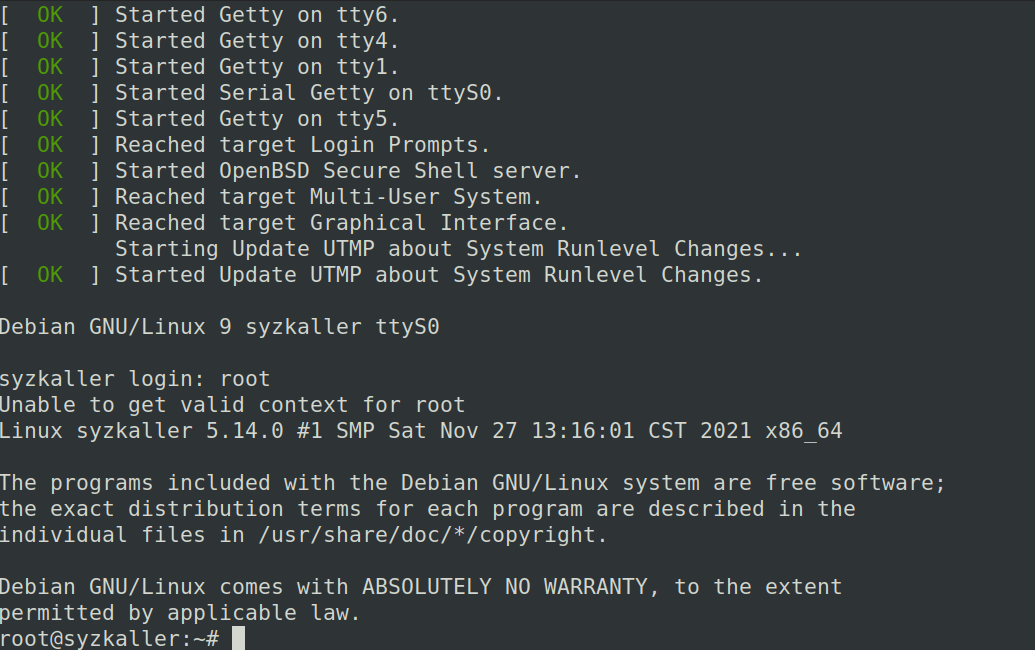 [  OK  ] Started Getty on tty6.
[  OK  ] Started Getty on tty4.
[  OK  ] Started Getty on tty1.
[  OK  ] Started Serial Getty on ttyS0.
[  OK  ] Started Getty on tty5.
[  OK  ] Reached target Login Prompts.
[  OK  ] Started OpenBSD Secure Shell server.
[  OK  ] Reached target Multi-User System.
[  OK  ] Reached target Graphical Interface.
         Starting Update UTMP about System Runlevel Changes...
[  OK  ] Started Update UTMP about System Runlevel Changes.

Debian GNU/Linux 9 syzkaller ttyS0

syzkaller login: root
Unable to get valid context for root
Linux syzkaller 5.14.0 #1 SMP Sat Nov 27 13:16:01 CST 2021 x86_64

The programs included with the Debian GNU/Linux system are free software;
the exact distribution terms for each program are described in the
individual files in /usr/share/doc/*/copyright.

Debian GNU/Linux comes with ABSOLUTELY NO WARRANTY, to the extent
permitted by applicable law.
root@syzkaller:~#